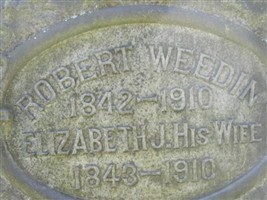 ROBERT WEEDIN
1842-1910
ELIZABETH J. HIS WIFE
1843-1910